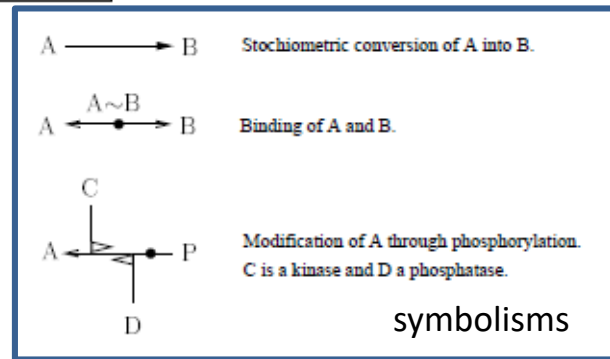 A B Stochiometric conversion of A into B.
A~B
A B Binding of A and B.
C
A P Modification of A through phosphorylation.
C is a kinase and D a phosphatase.
D
symbolisms